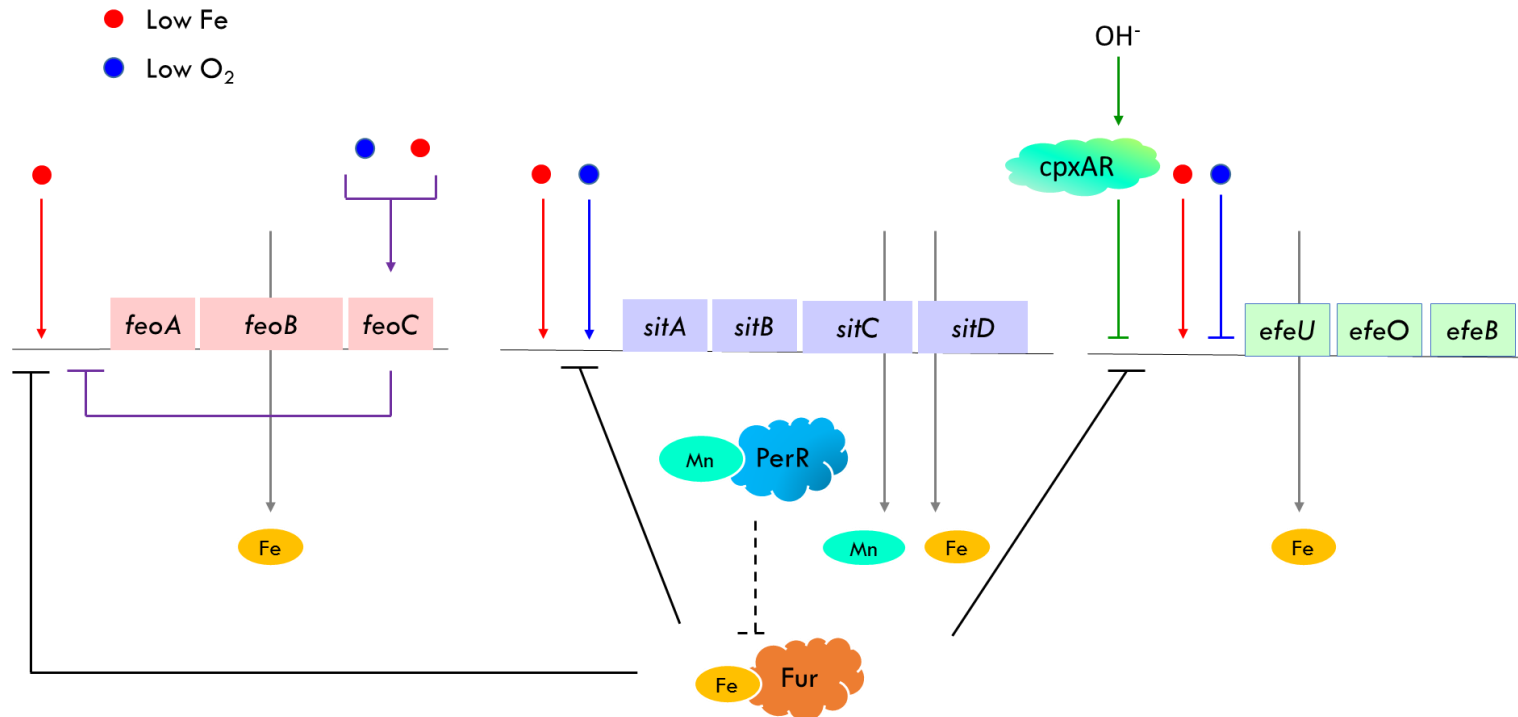 Low Fe
Low O₂
OH⁻
cpxAR
feoA feoB feoC
sitA sitB sitC sitD
efeU efeO efeB
Mn PerR
Fe
Mn
Fe
Fe
Fe Fur